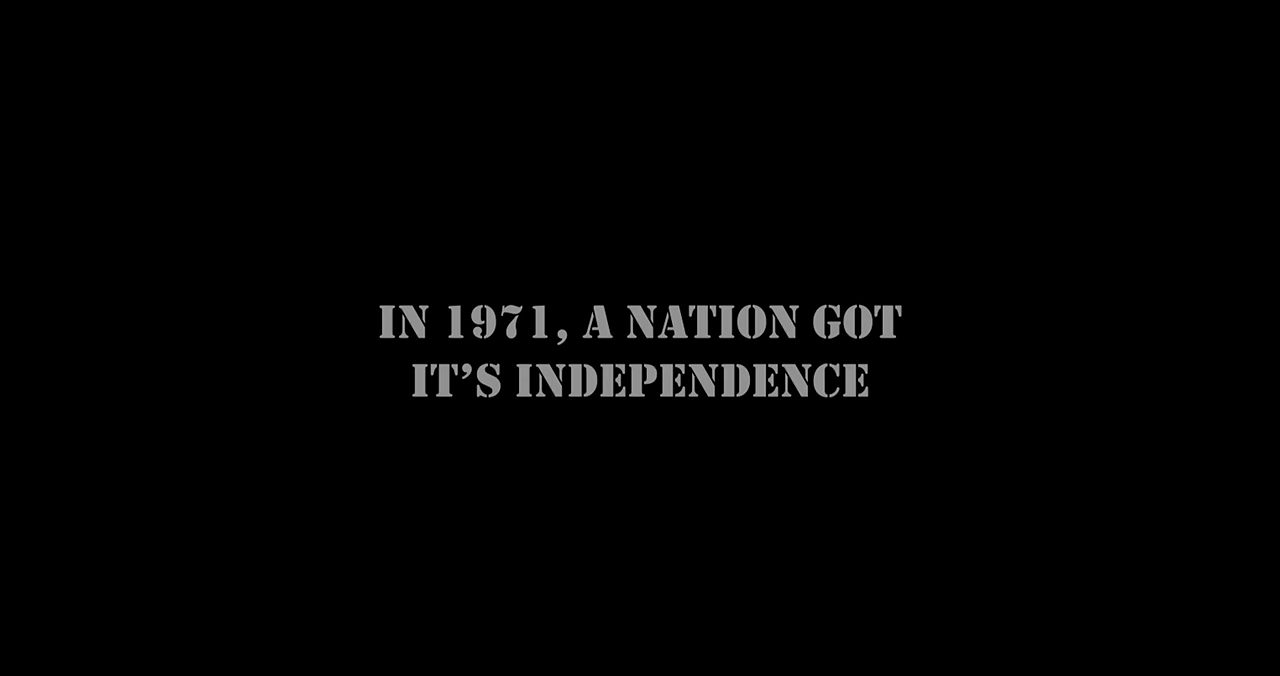 IN 1971, A NATION GOT
IT’S INDEPENDENCE